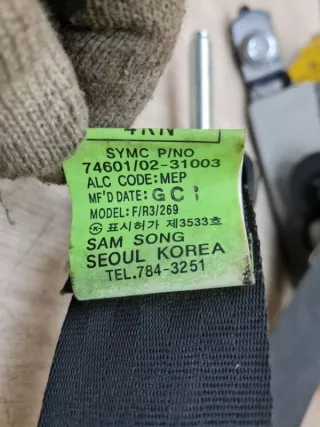 4KN
SYMC P/NO
74601/02-31003
ALC CODE:MEP
MF'D DATE: G C
MODEL: F/R3/269
표시허가 제3533호
SAM SONG
SEOUL KOREA
TEL.784-3251